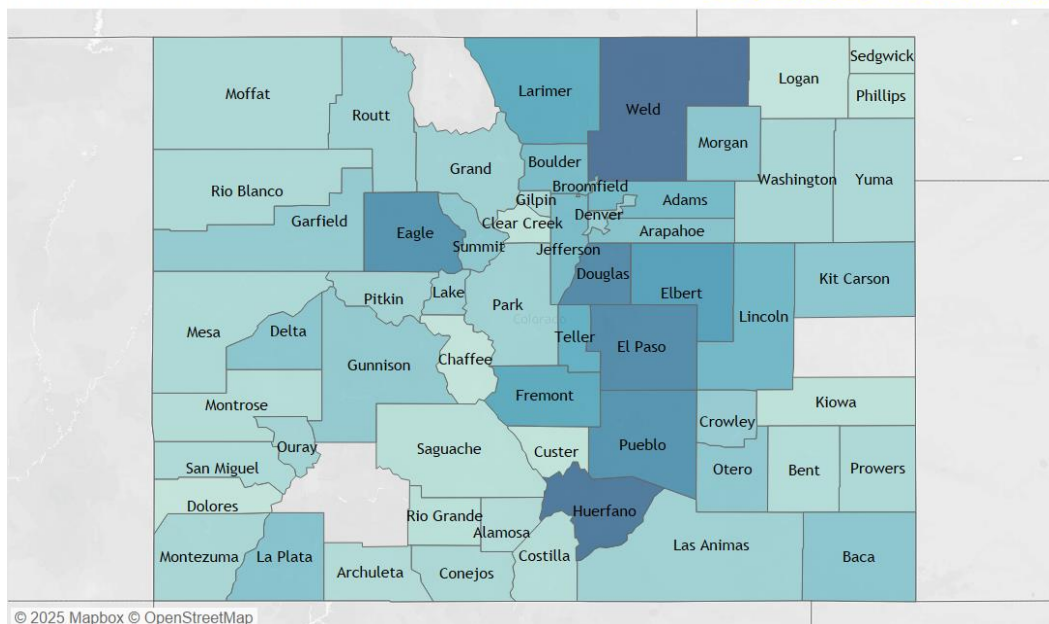 Sedgwick
Logan
Phillips
Moffat
Larimer
Weld
Routt
Morgan
Boulder
Grand
Washington
Yuma
Rio Blanco
Broomfield
Gilpin
Adams
Garfield
Clear Creek
Denver
Eagle
Arapahoe
Summit
Jefferson
Douglas
Kit Carson
Lake
Elbert
Pitkin
Park
Lincoln
Colorado
Mesa
Delta
Teller
El Paso
Chaffee
Gunnison
Fremont
Montrose
Kiowa
Crowley
Ouray
Pueblo
Saguache
Custer
San Miguel
Otero
Bent
Prowers
Dolores
Huerfano
Rio Grande
Alamosa
Las Animas
Montezuma
La Plata
Costilla
Baca
Archuleta
Conejos
© 2025 Mapbox © OpenStreetMap